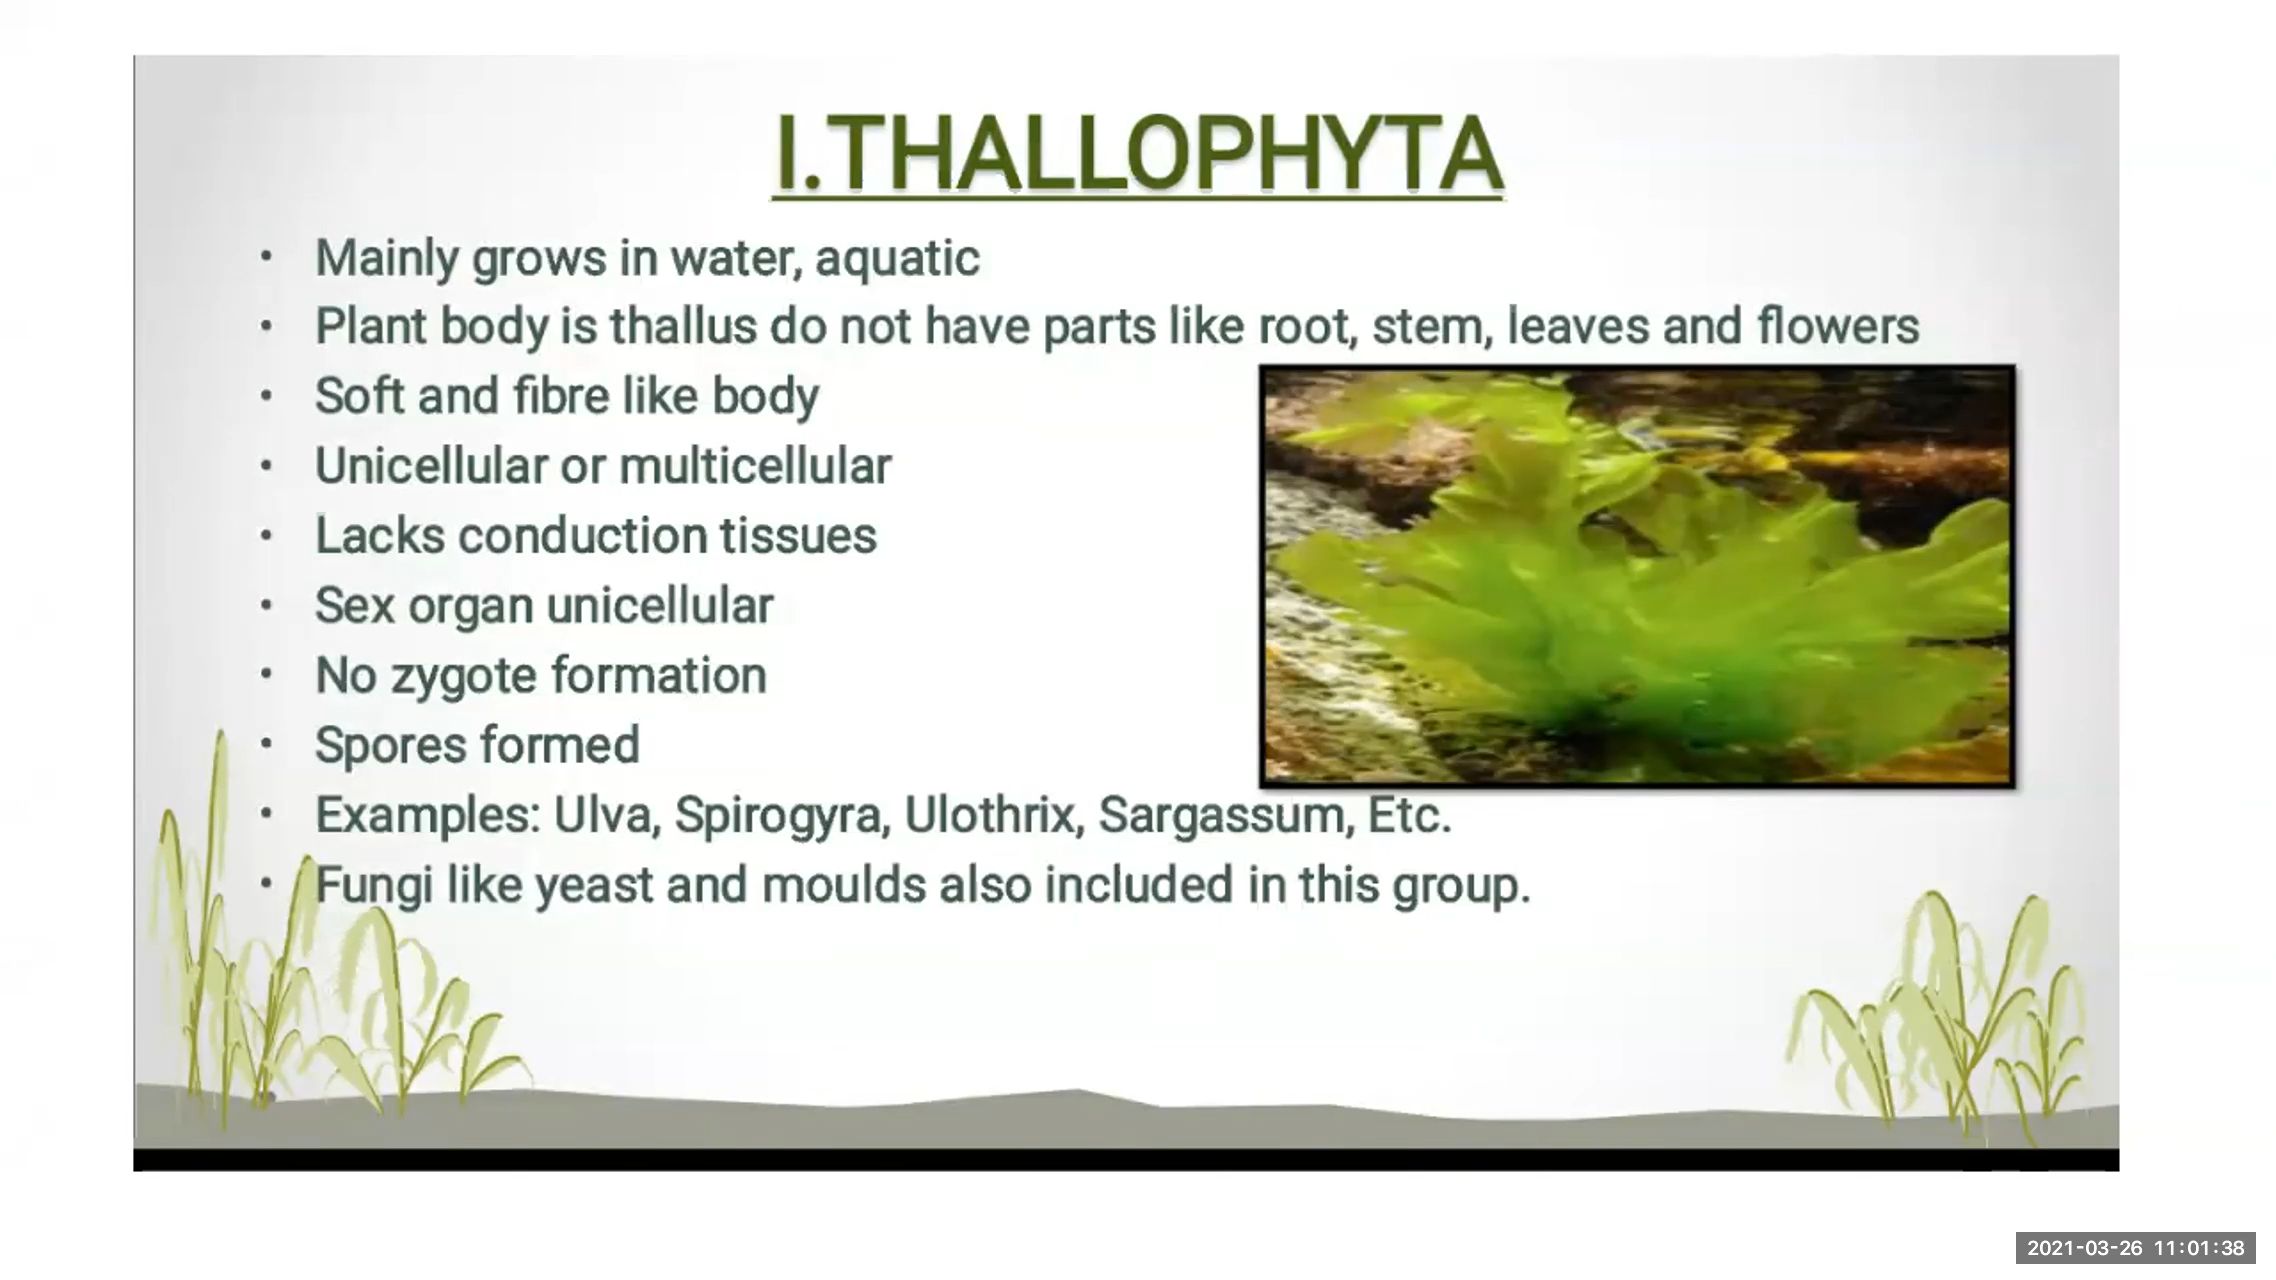 I.THALLOPHYTA
• Mainly grows in water, aquatic
• Plant body is thallus do not have parts like root, stem, leaves and flowers
• Soft and fibre like body
• Unicellular or multicellular
• Lacks conduction tissues
• Sex organ unicellular
• No zygote formation
• Spores formed
• Examples: Ulva, Spirogyra, Ulothrix, Sargassum, Etc.
• Fungi like yeast and moulds also included in this group.
2021-03-26 11:01:38